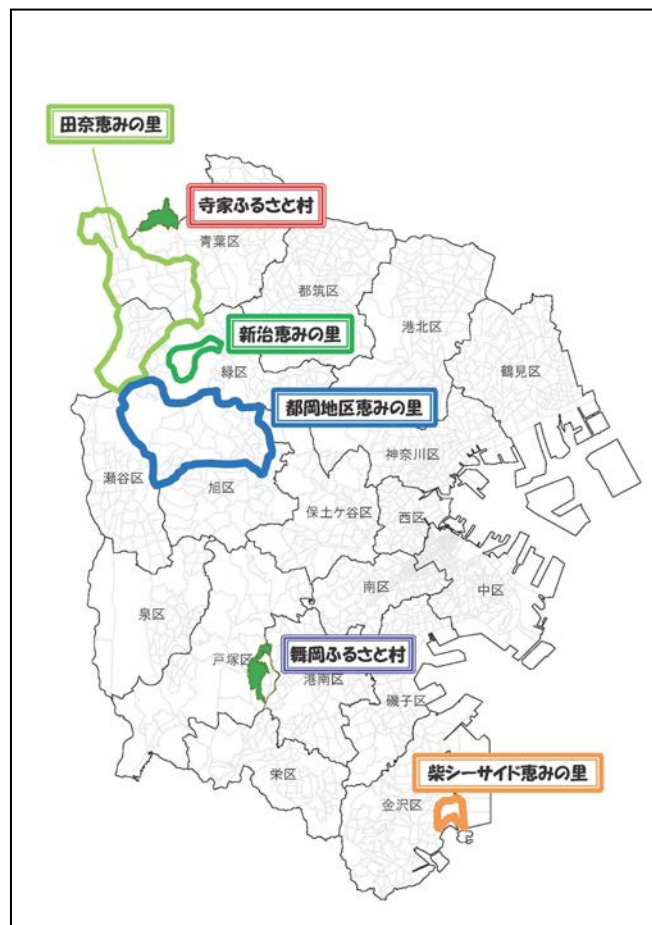 田奈恵みの里
寺家ふるさと村
青葉区
都筑区
港北区
新治恵みの里
緑区
鶴見区
都岡地区恵みの里
神奈川区
瀬谷区
旭区
保土ケ谷区
西区
中区
南区
泉区
戸塚区
舞岡ふるさと村
港南区
磯子区
栄区
柴シーサイド恵みの里
金沢区